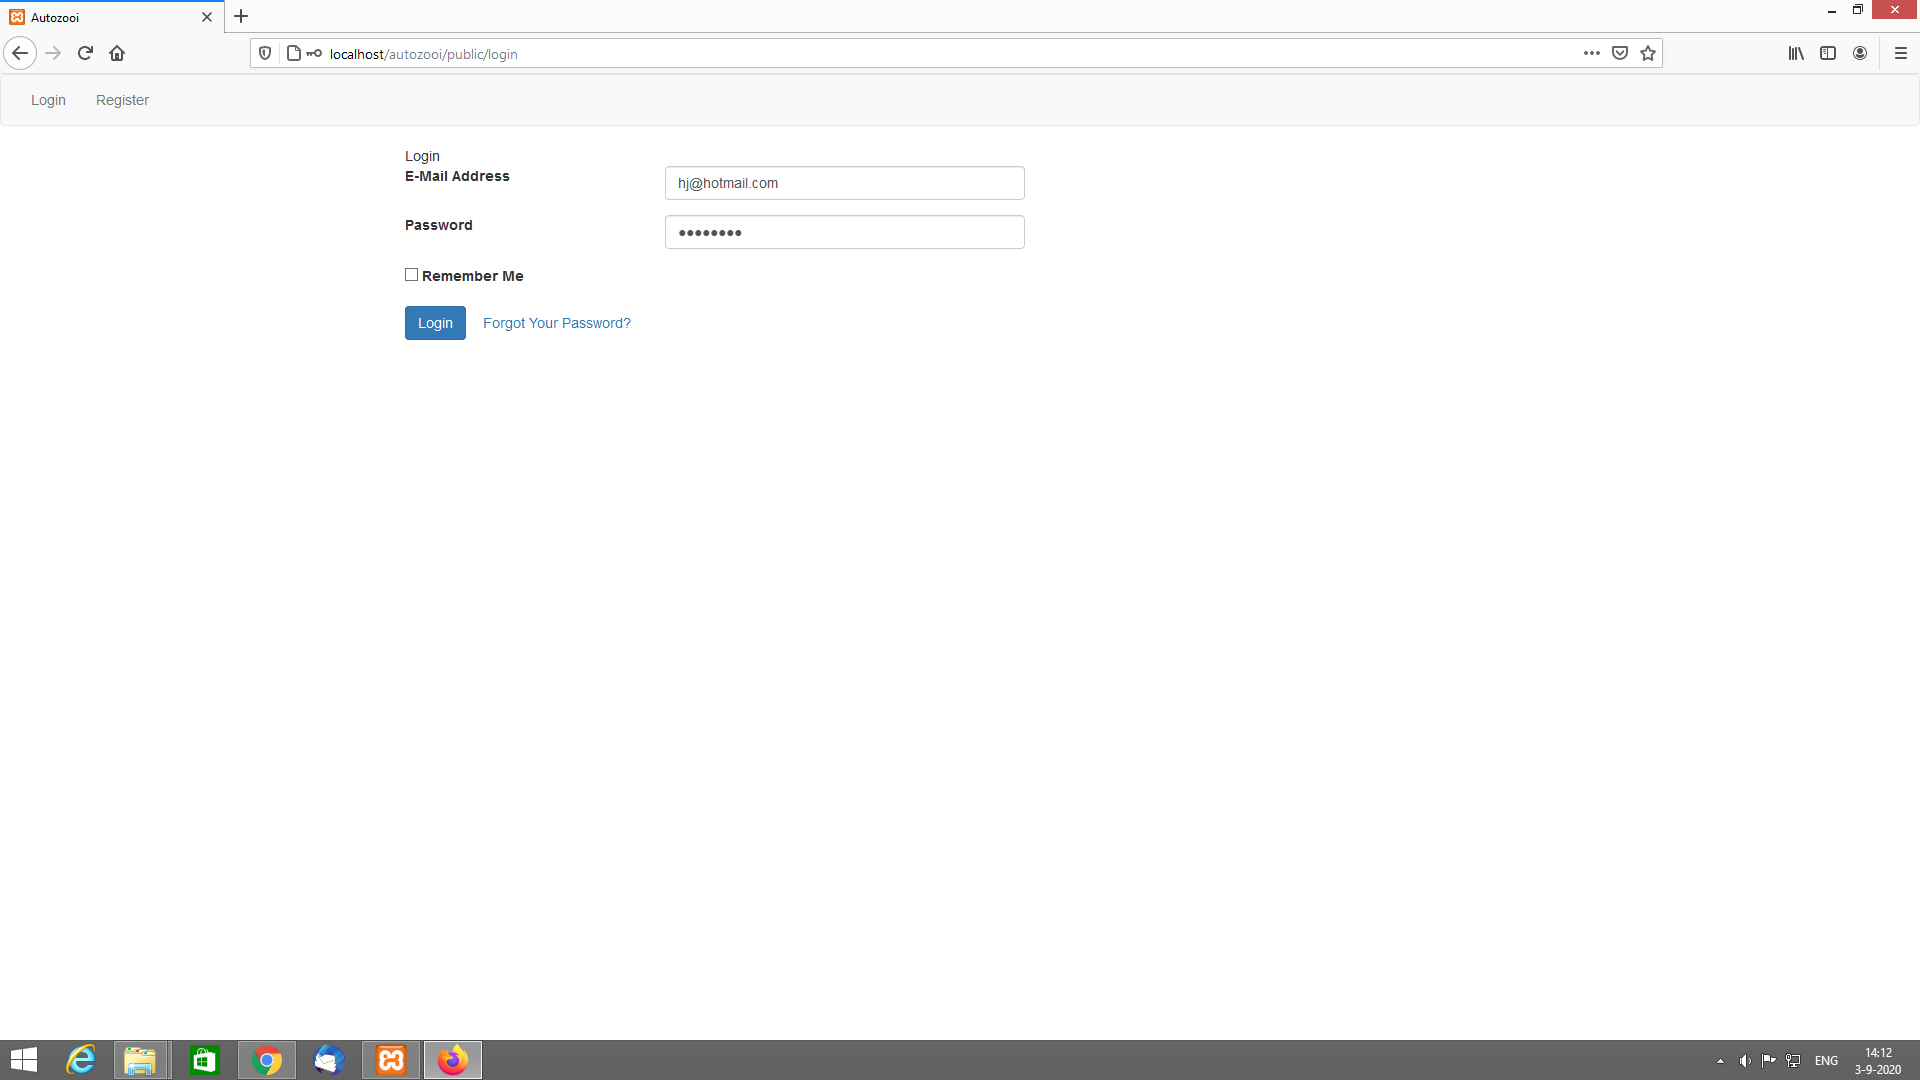 Autozooi
localhost/autozooi/public/login
Login Register
Login
E-Mail Address hj@hotmail.com
Password ●●●●●●●●
Remember Me
Login Forgot Your Password?
ENG 14:12
3-9-2020